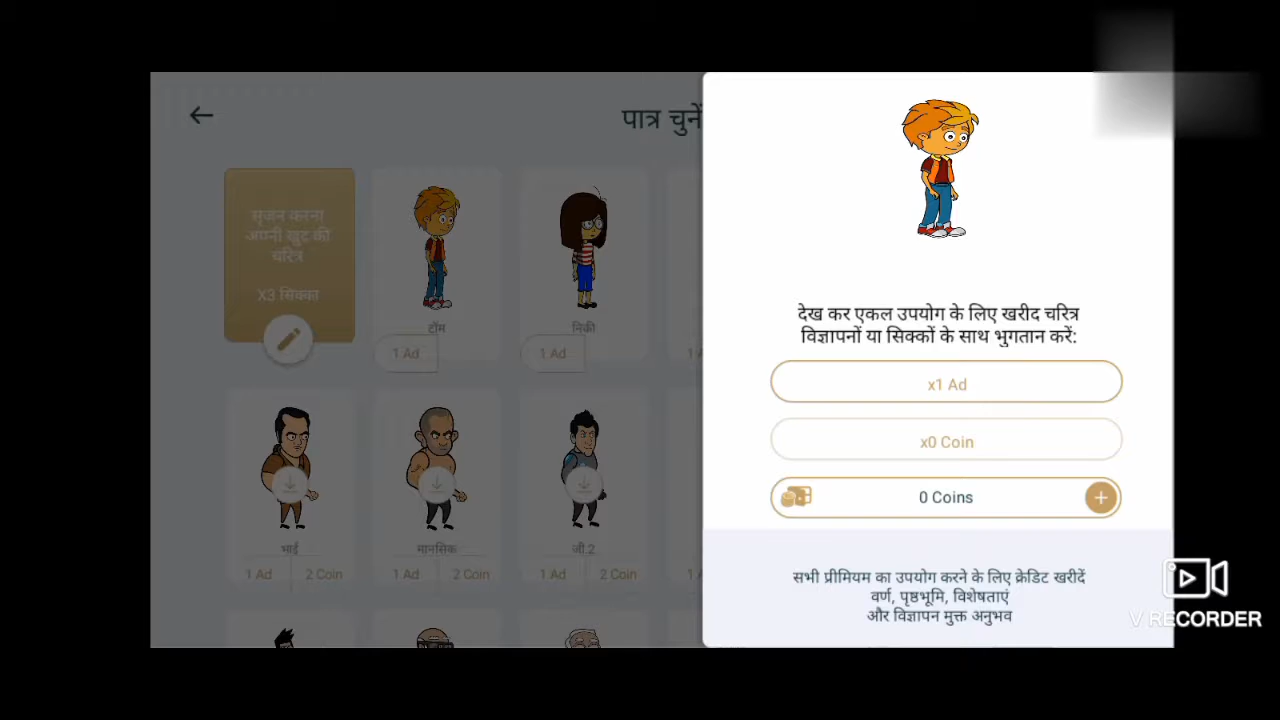 पात्र चुनें
सृजन करना
अपनी खुद की
चरित्र
X3 सिक्का
टॉम
1 Ad
निकी
1 Ad
भाई
1 Ad
2 Coin
मानसिक
1 Ad
2 Coin
जी.2
1 Ad
2 Coin
देख कर एकल उपयोग के लिए खरीद चरित्र
विज्ञापनों या सिक्कों के साथ भुगतान करें:
x1 Ad
x0 Coin
0 Coins
सभी प्रीमियम का उपयोग करने के लिए क्रेडिट खरीदें
वर्ण, पृष्ठभूमि, विशेषताएं
और विज्ञापन मुक्त अनुभव
V RECORDER